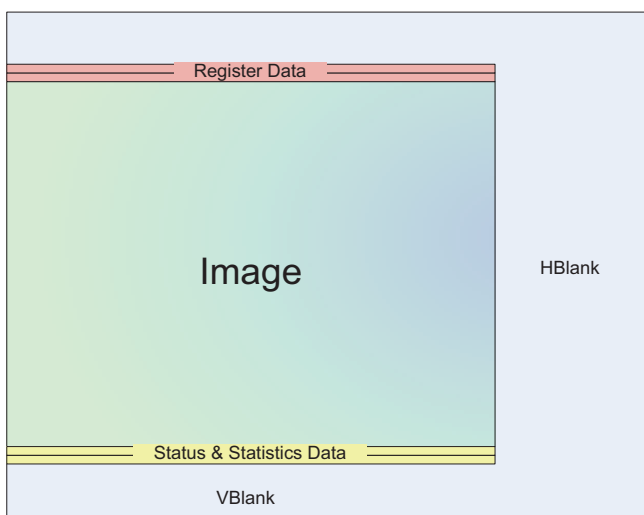 Register Data
Image
HBlank
Status & Statistics Data
VBlank